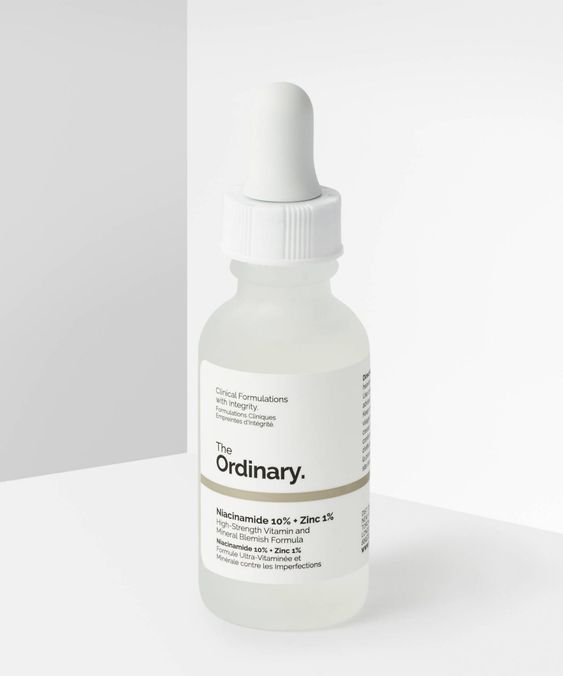 Clinical Formulations
with Integrity.
Formulations Cliniques
Empreintes d'Intégrité.
The
Ordinary.
Niacinamide 10% + Zinc 1%
High-Strength Vitamin and
Mineral Blemish Formula
Niacinamide 10% + Zinc 1%
Formule Ultra-Vitaminée et
Minérale contre les Imperfections